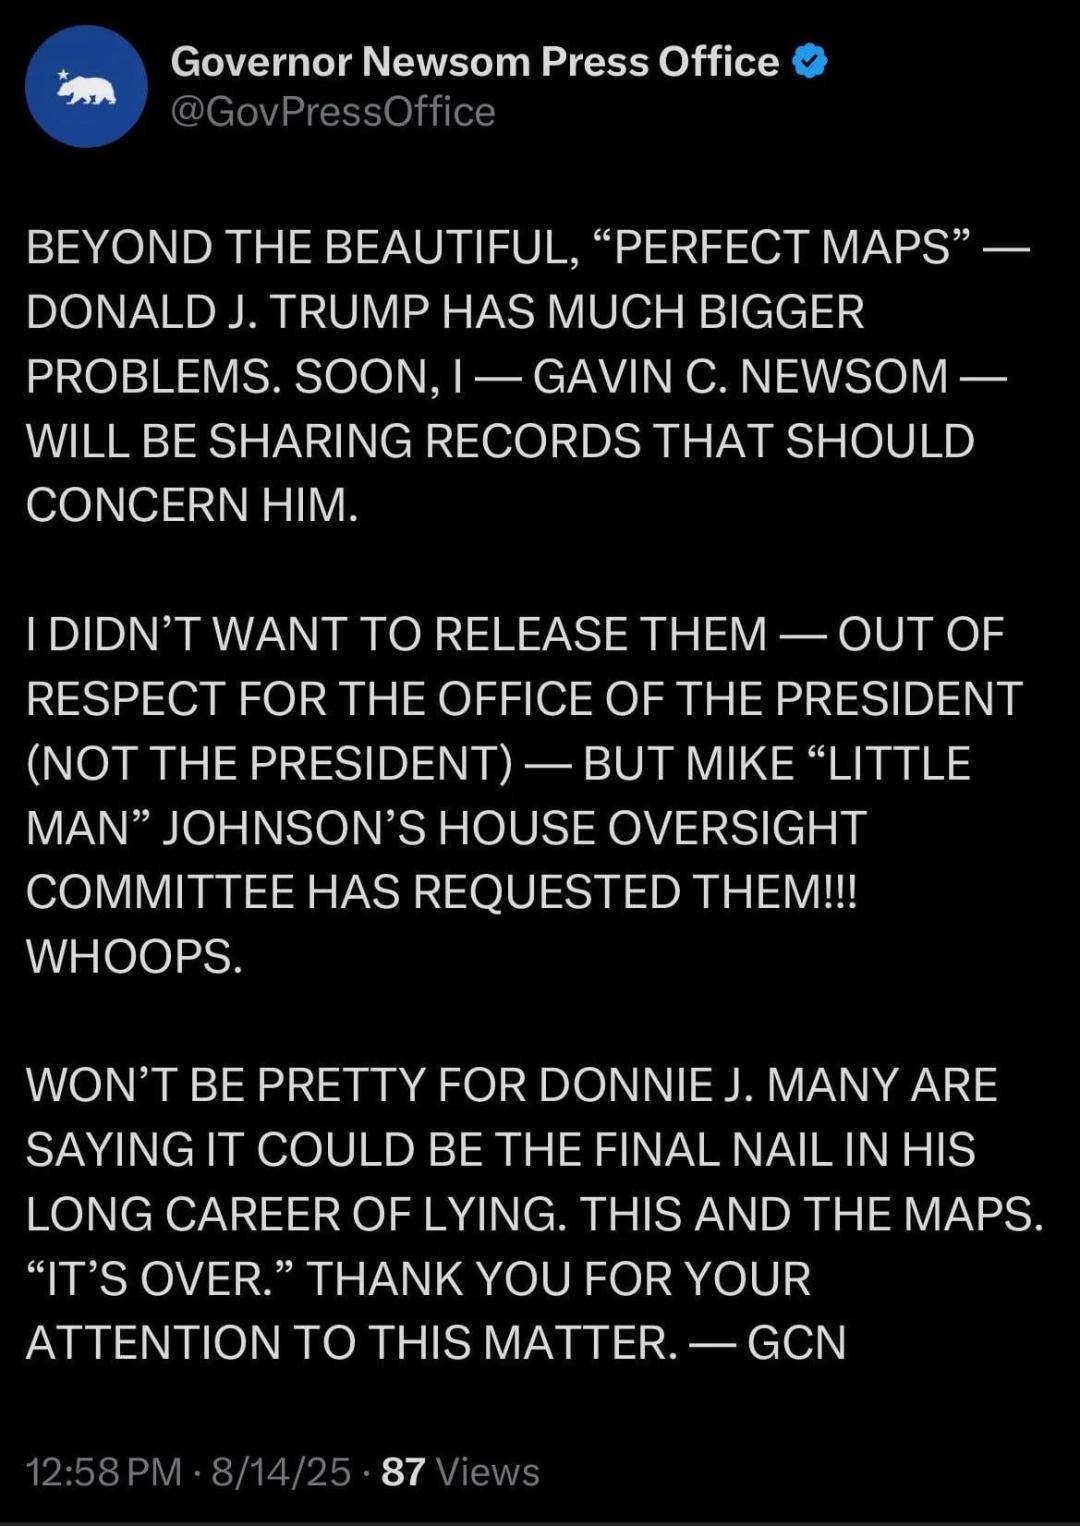 Governor Newsom Press Office
@GovPressOffice
BEYOND THE BEAUTIFUL, “PERFECT MAPS” —
DONALD J. TRUMP HAS MUCH BIGGER
PROBLEMS. SOON, I — GAVIN C. NEWSOM —
WILL BE SHARING RECORDS THAT SHOULD
CONCERN HIM.
I DIDN’T WANT TO RELEASE THEM — OUT OF
RESPECT FOR THE OFFICE OF THE PRESIDENT
(NOT THE PRESIDENT) — BUT MIKE “LITTLE
MAN” JOHNSON’S HOUSE OVERSIGHT
COMMITTEE HAS REQUESTED THEM!!!
WHOOPS.
WON’T BE PRETTY FOR DONNIE J. MANY ARE
SAYING IT COULD BE THE FINAL NAIL IN HIS
LONG CAREER OF LYING. THIS AND THE MAPS.
“IT’S OVER.” THANK YOU FOR YOUR
ATTENTION TO THIS MATTER. — GCN
12:58 PM · 8/14/25 · 87 Views